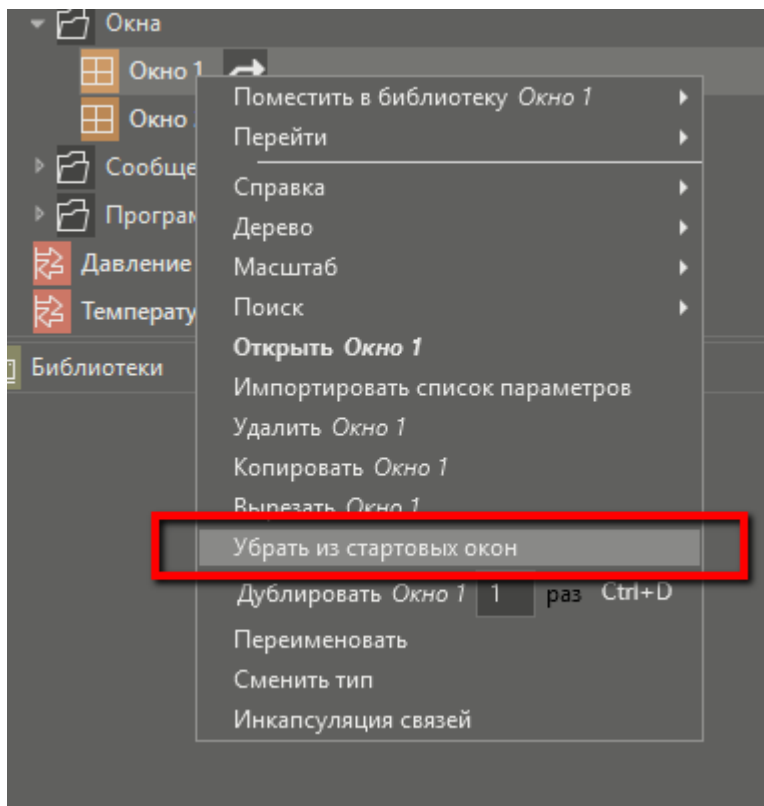 Окна
Окно 1
Окно
Сообще
Програм
Давление
Температу
Библиотеки
Поместить в библиотеку Окно 1
Перейти
Справка
Дерево
Масштаб
Поиск
Открыть Окно 1
Импортировать список параметров
Удалить Окно 1
Копировать Окно 1
Вырезать Окно 1
Убрать из стартовых окон
Дублировать Окно 1 1 раз Ctrl+D
Переименовать
Сменить тип
Инкапсуляция связей